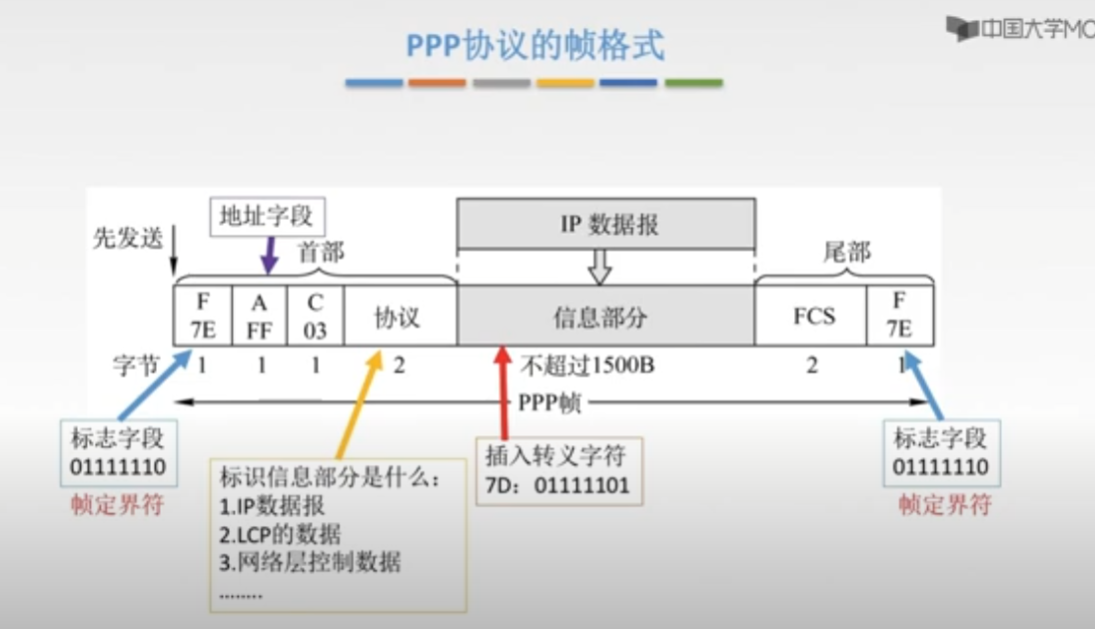 中国大学MO
PPP协议的帧格式
地址字段
IP 数据报
先发送
首部
尾部
F
7E
A
FF
C
03
协议
信息部分
FCS
F
7E
字节
1
1
1
2
不超过1500B
2
1
PPP帧
标志字段
01111110
帧定界符
标识信息部分是什么：
1.IP数据报
2.LCP的数据
3.网络层控制数据
........
插入转义字符
7D：01111101
标志字段
01111110
帧定界符